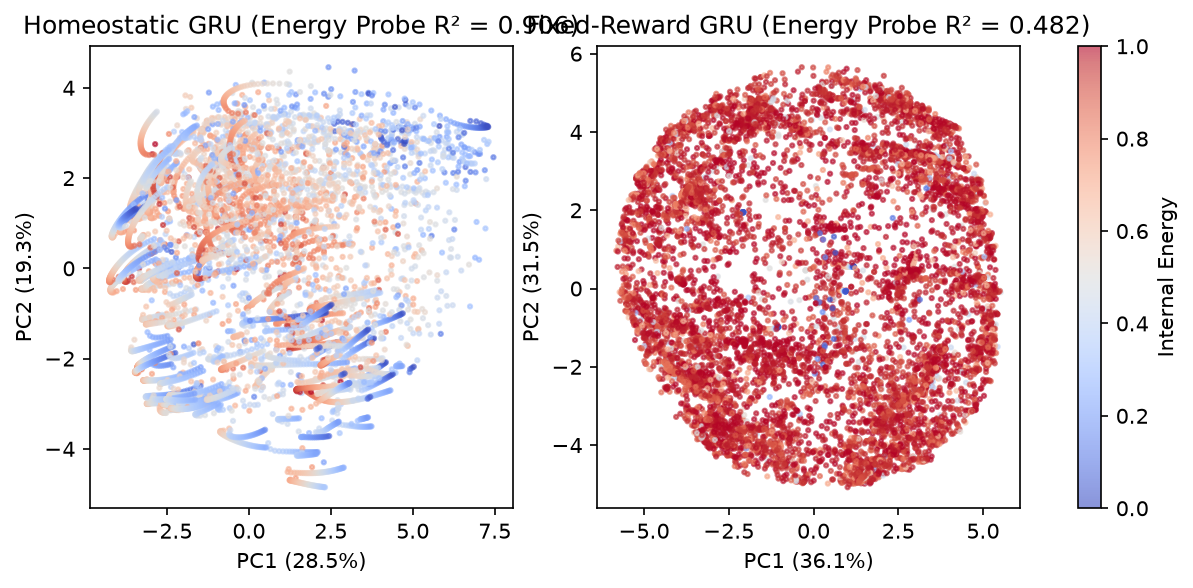 Homeostatic GRU (Energy Probe R² = 0.906)
Fixed-Reward GRU (Energy Probe R² = 0.482)
4
2
0
−2
−4
PC2 (19.3%)
−2.5 0.0 2.5 5.0 7.5
PC1 (28.5%)
6
4
2
0
−2
−4
PC2 (31.5%)
−5.0 −2.5 0.0 2.5 5.0
PC1 (36.1%)
1.0
0.8
0.6
0.4
0.2
0.0
Internal Energy